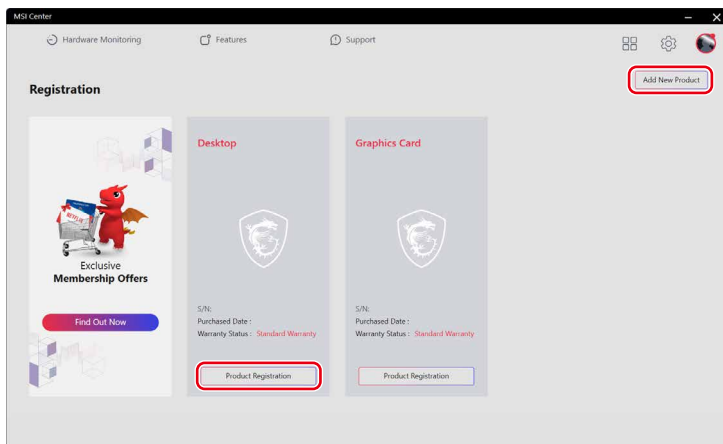 MSI Center
Hardware Monitoring
Features
Support
Add New Product
Registration
NETFLIX
Exclusive
Membership Offers
Find Out Now
Desktop
S/N:
Purchased Date :
Warranty Status : Standard Warranty
Product Registration
Graphics Card
S/N:
Purchased Date :
Warranty Status : Standard Warranty
Product Registration